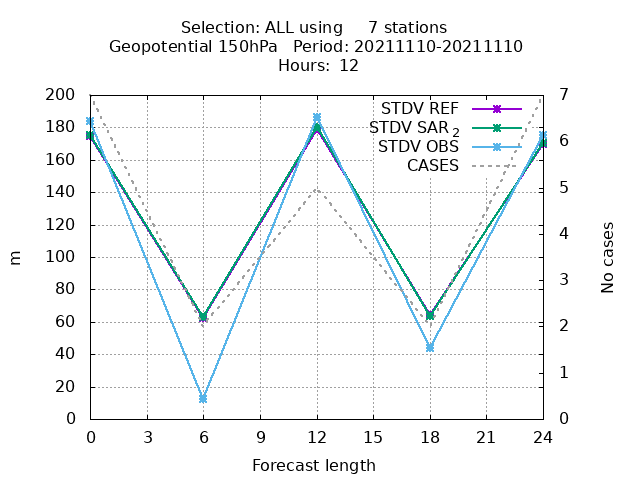 Selection: ALL using     7 stations
Geopotential 150hPa   Period: 20211110-20211110
Hours: 12
200
180
160
140
120
100
80
60
40
20
0
m
STDV REF
STDV SAR 2
STDV OBS
CASES
7
6
5
4
3
2
1
0
No cases
0 3 6 9 12 15 18 21 24
Forecast length